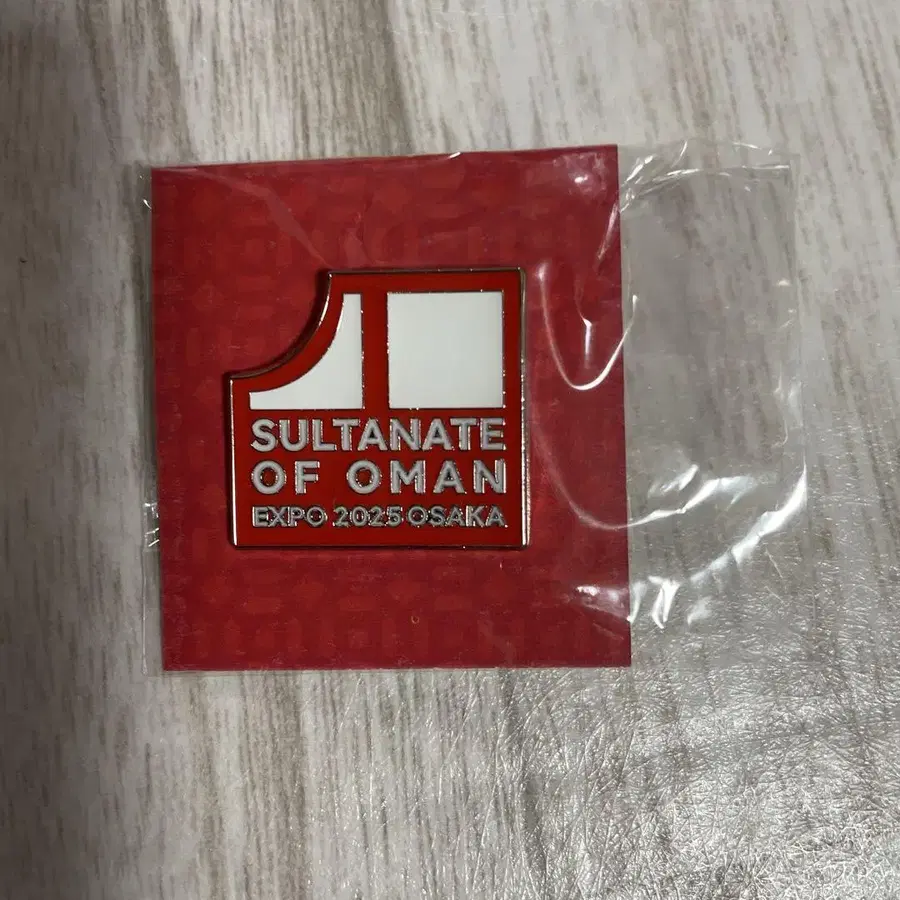 SULTANATE
OF OMAN
EXPO 2025 OSAKA